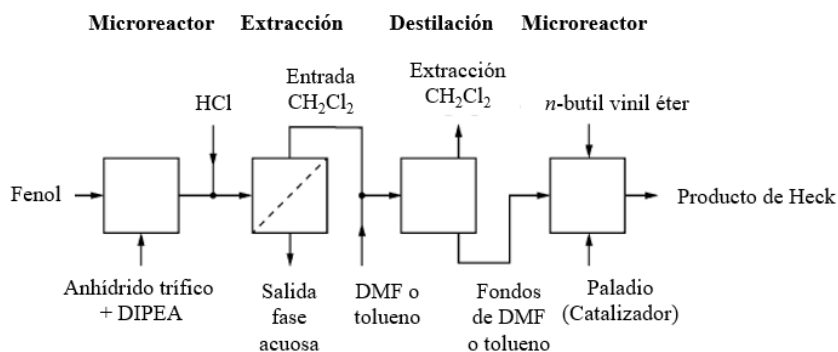 Microreactor
Extracción
Destilación
Microreactor
Entrada
CH₂Cl₂
Extracción
CH₂Cl₂
HCl
n-butil vinil éter
Fenol
Producto de Heck
Anhídrido trífico
+ DIPEA
Salida
fase
acuosa
DMF o
tolueno
Fondos
de DMF
o tolueno
Paladio
(Catalizador)